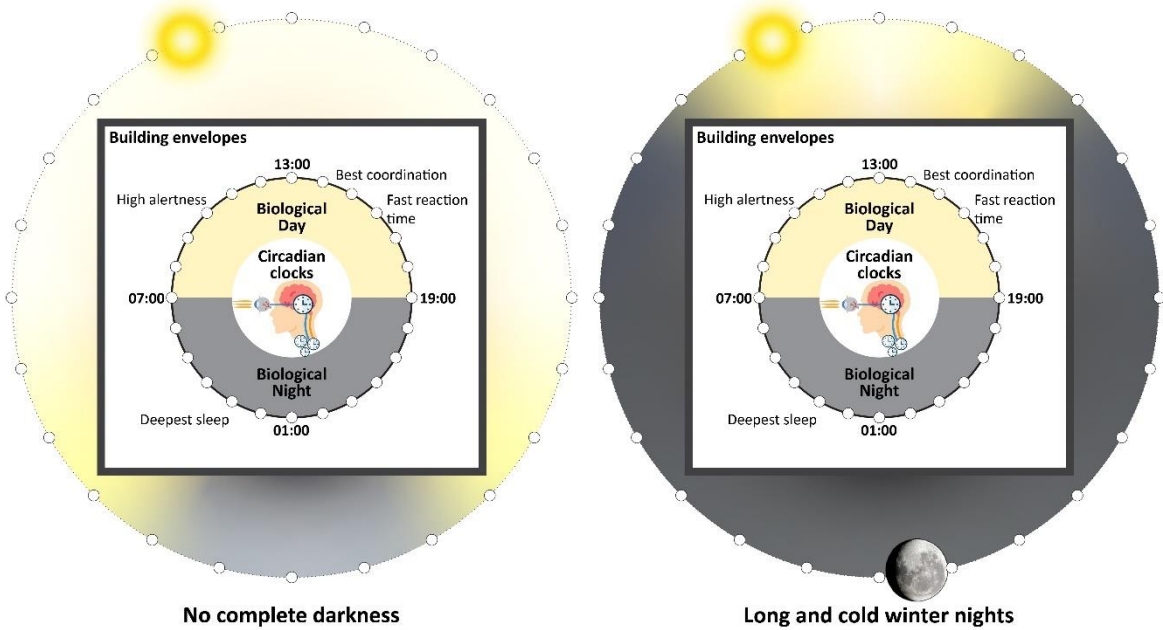 Building envelopes
13:00
Best coordination
High alertness
Fast reaction
time
Biological
Day
Circadian
clocks
07:00
19:00
Biological
Night
Deepest sleep
01:00
No complete darkness
Building envelopes
13:00
Best coordination
High alertness
Fast reaction
time
Biological
Day
Circadian
clocks
07:00
19:00
Biological
Night
Deepest sleep
01:00
Long and cold winter nights